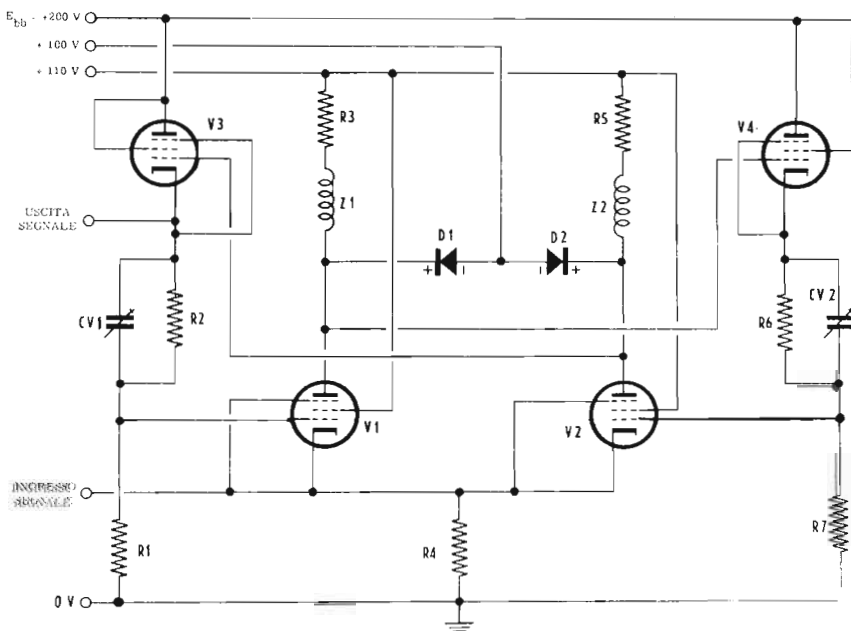 Ebb - +200 V
+ 100 V
+ 110 V
V3
R3
R5
V4
Z1
Z2
USCITA
SEGNALE
D1
D2
+ - - +
CV1
R2
R6
CV2
V1
V2
INGRESSO
SEGNALE
R1
R4
R7
0 V